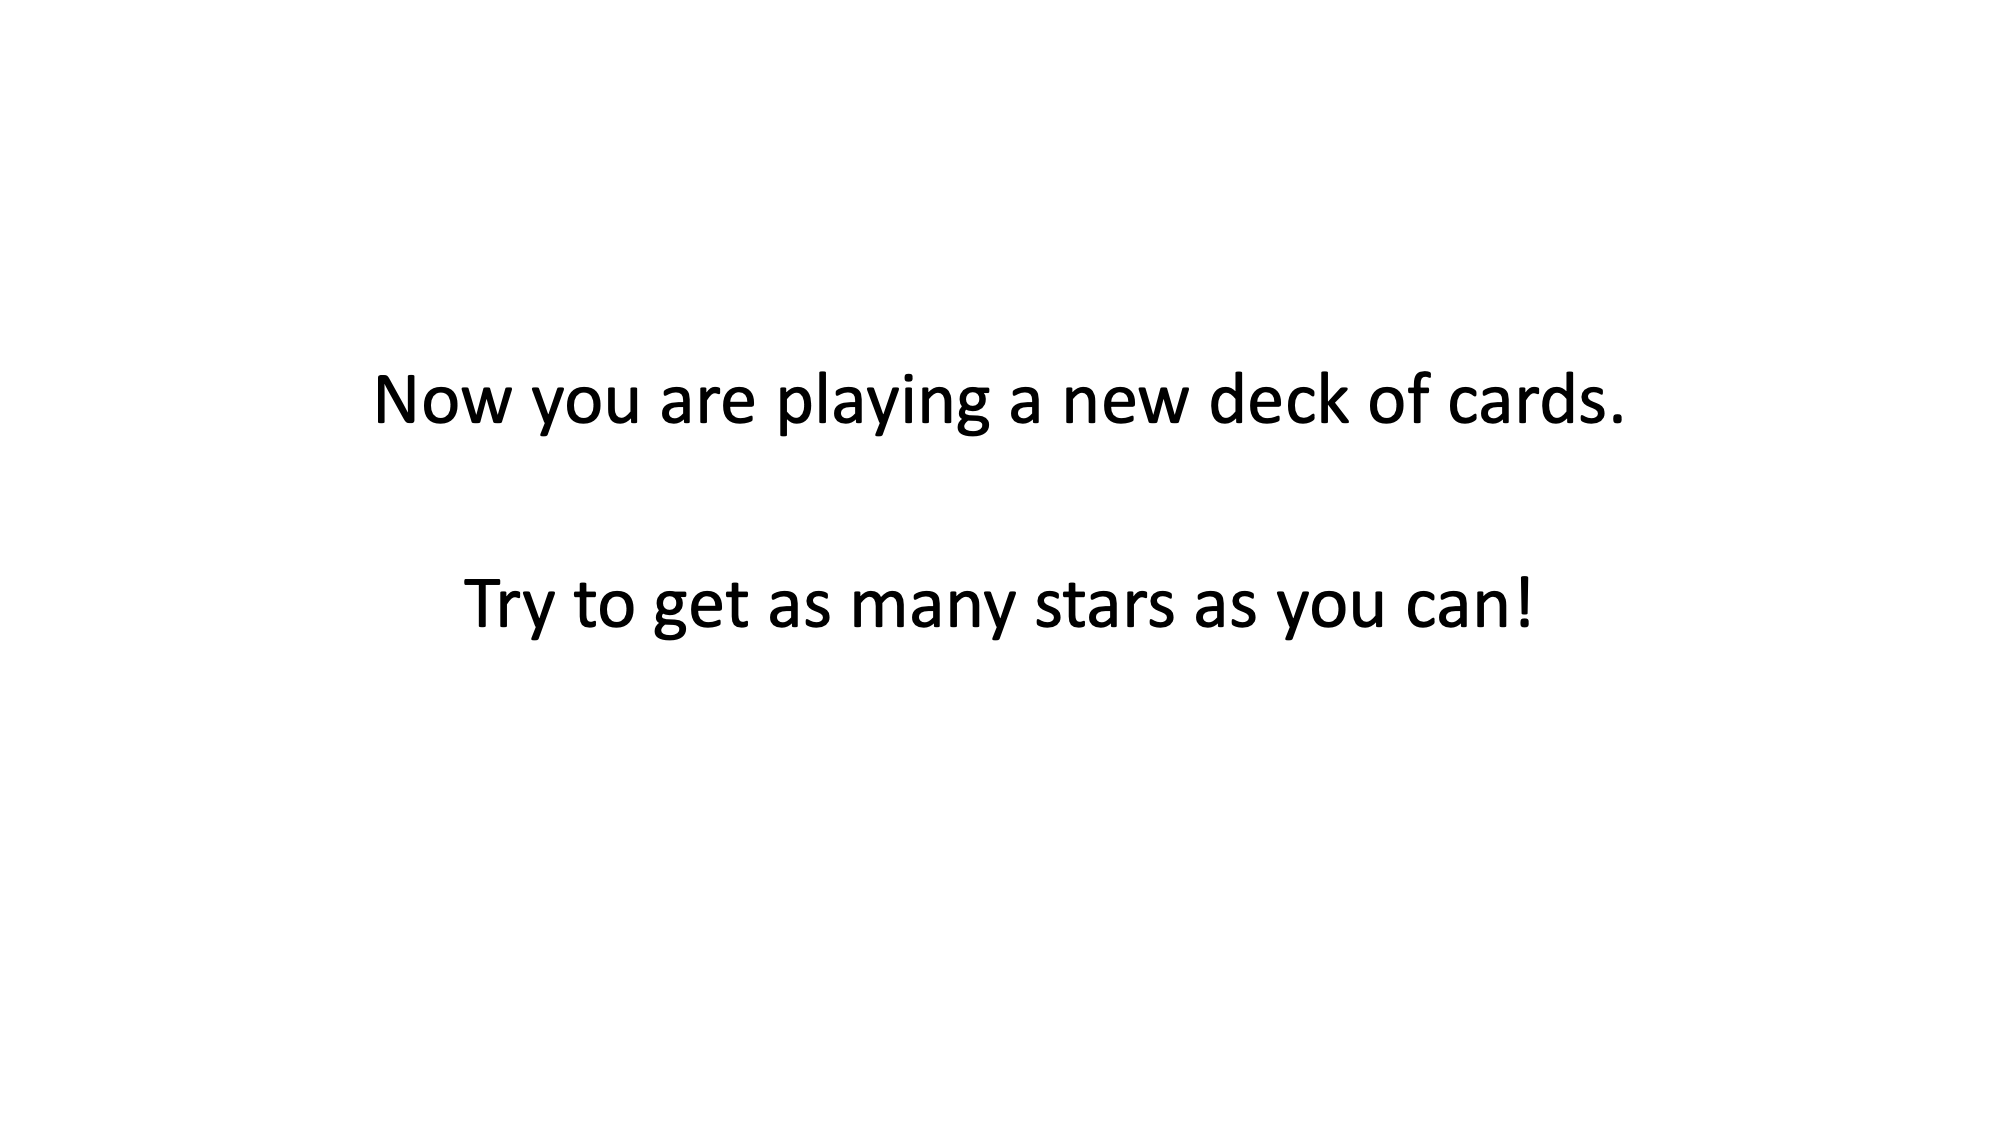 Now you are playing a new deck of cards.
Try to get as many stars as you can!